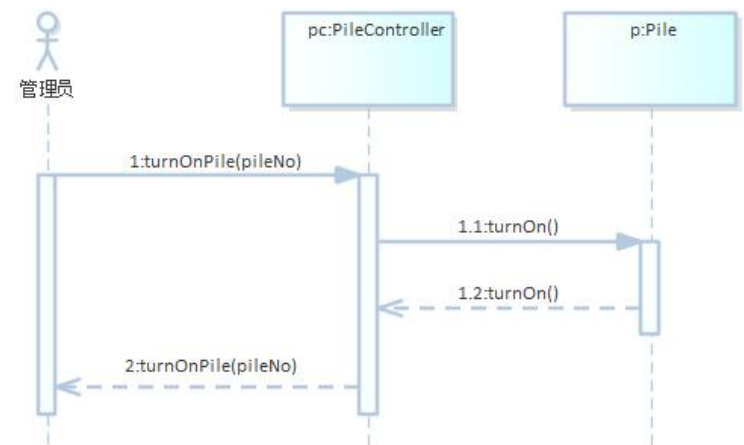 pc:PileController
p:Pile
管理员
1:turnOnPile(pileNo)
1.1:turnOn()
1.2:turnOn()
2:turnOnPile(pileNo)